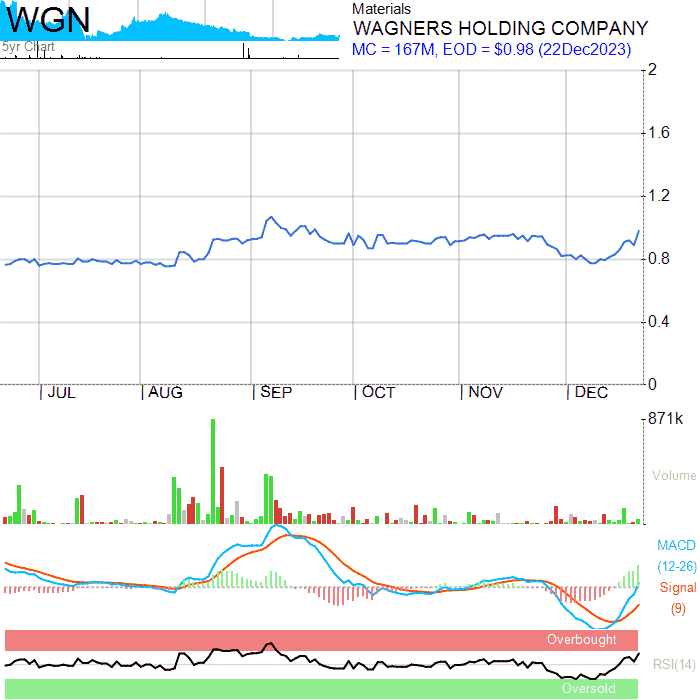 WGN
5yr Chart
Materials
WAGNERS HOLDING COMPANY
MC = 167M, EOD = $0.98 (22Dec2023)
2
1.6
1.2
0.8
0.4
0
JUL AUG SEP OCT NOV DEC
871k
Volume
MACD
(12-26)
Signal
(9)
Overbought
RSI(14)
Oversold